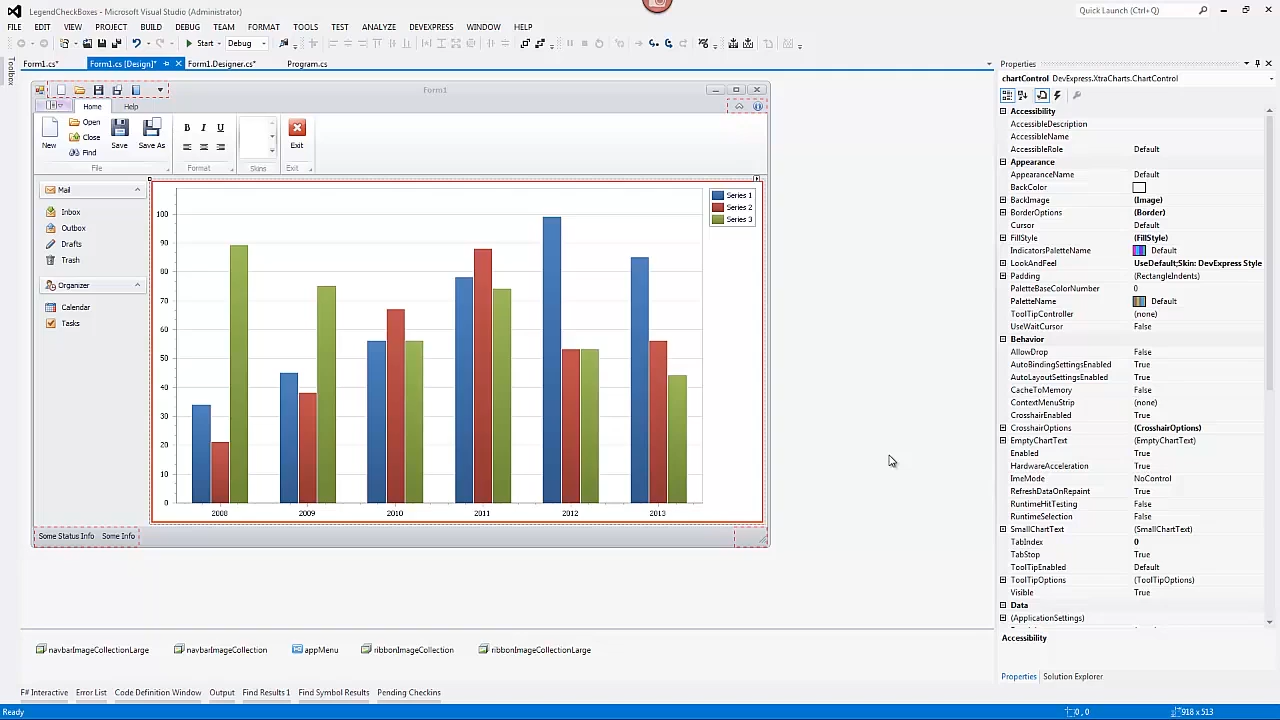 LegendCheckBoxes - Microsoft Visual Studio (Administrator)
Quick Launch (Ctrl+Q)
FILE EDIT VIEW PROJECT BUILD DEBUG TEAM FORMAT TOOLS TEST ANALYZE DEVEXPRESS WINDOW HELP
Start Debug
Toolbox
Form1.cs* Form1.cs [Design]* Form1.Designer.cs* Program.cs
Form1
Home Help
New
Open
Close
Find
Save
Save As
File
B I U
Format
Skins
Exit
Exit
Mail
Inbox
Outbox
Drafts
Trash
Organizer
Calendar
Tasks
100
90
80
70
60
50
40
30
20
10
0
2008 2009 2010 2011 2012 2013
Series 1
Series 2
Series 3
Some Status Info Some Info
navbarImageCollectionLarge navbarImageCollection appMenu ribbonImageCollection ribbonImageCollectionLarge
Properties
chartControl DevExpress.XtraCharts.ChartControl
Accessibility
AccessibleDescription
AccessibleName
AccessibleRole Default
Appearance
AppearanceName Default
BackColor
BackImage (Image)
BorderOptions (Border)
Cursor Default
FillStyle (FillStyle)
IndicatorsPaletteName Default
LookAndFeel UseDefault;Skin: DevExpress Style
Padding (RectangleIndents)
PaletteBaseColorNumber 0
PaletteName Default
ToolTipController (none)
UseWaitCursor False
Behavior
AllowDrop False
AutoBindingSettingsEnabled True
AutoLayoutSettingsEnabled True
CacheToMemory False
ContextMenuStrip (none)
CrosshairEnabled True
CrosshairOptions (CrosshairOptions)
EmptyChartText (EmptyChartText)
Enabled True
HardwareAcceleration True
ImeMode NoControl
RefreshDataOnRepaint True
RuntimeHitTesting False
RuntimeSelection False
SmallChartText (SmallChartText)
TabIndex 0
TabStop True
ToolTipEnabled Default
ToolTipOptions (ToolTipOptions)
Visible True
Data
(ApplicationSettings)
Accessibility
Properties Solution Explorer
F# Interactive Error List Code Definition Window Output Find Results 1 Find Symbol Results Pending Checkins
Ready 0 , 0 918 x 513